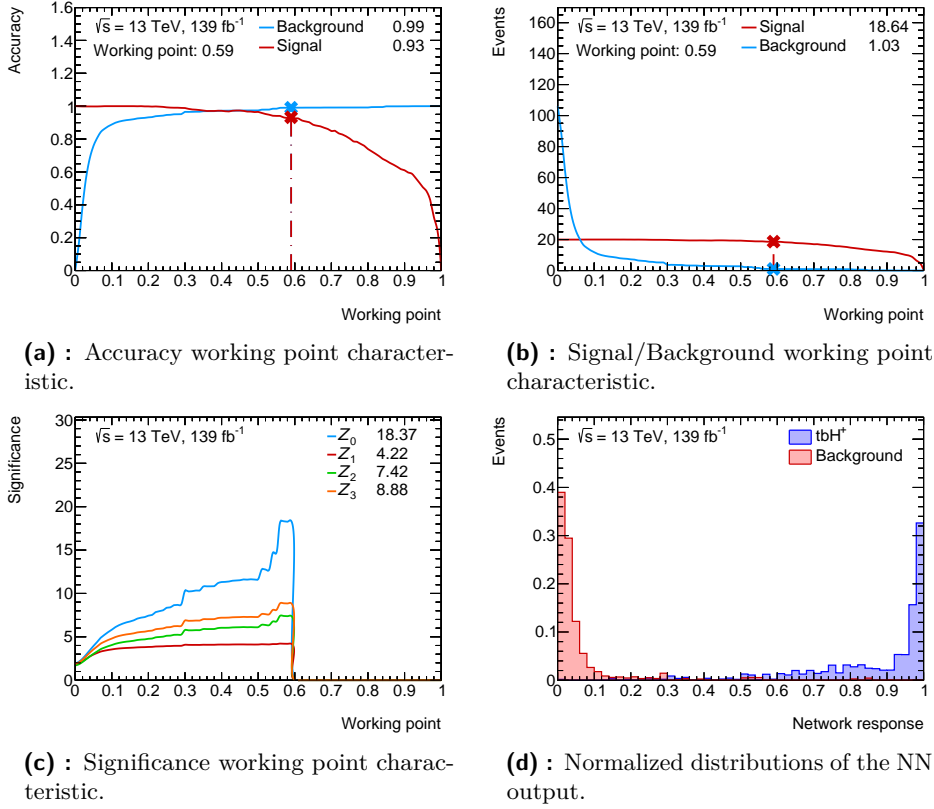 Accuracy
√s = 13 TeV, 139 fb⁻¹
Working point: 0.59
Background 0.99
Signal 0.93
1.6
1.4
1.2
1
0.8
0.6
0.4
0.2
0
0 0.1 0.2 0.3 0.4 0.5 0.6 0.7 0.8 0.9 1
Working point
(a) : Accuracy working point character-
istic.
Events
√s = 13 TeV, 139 fb⁻¹
Working point: 0.59
Signal 18.64
Background 1.03
160
140
120
100
80
60
40
20
0
0 0.1 0.2 0.3 0.4 0.5 0.6 0.7 0.8 0.9 1
Working point
(b) : Signal/Background working point
characteristic.
Significance
√s = 13 TeV, 139 fb⁻¹
Z₀ 18.37
Z₁ 4.22
Z₂ 7.42
Z₃ 8.88
30
25
20
15
10
5
0
0 0.1 0.2 0.3 0.4 0.5 0.6 0.7 0.8 0.9 1
Working point
(c) : Significance working point charac-
teristic.
Events
√s = 13 TeV, 139 fb⁻¹
tbH⁺
Background
0.5
0.4
0.3
0.2
0.1
0
0 0.1 0.2 0.3 0.4 0.5 0.6 0.7 0.8 0.9 1
Network response
(d) : Normalized distributions of the NN
output.